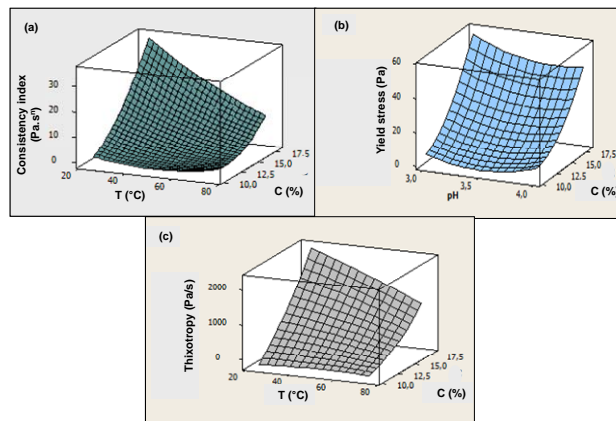 (a)
Consistency index
(Pa.sⁿ)
30
20
10
0
20
40
60
80
T (°C)
10,0
12,5
15,0
17,5
C (%)
(b)
Yield stress (Pa)
60
40
20
0
3,0
3,5
4,0
pH
10,0
12,5
15,0
17,5
C (%)
(c)
Thixotropy (Pa/s)
2000
1000
0
20
40
60
80
T (°C)
10,0
12,5
15,0
17,5
C (%)